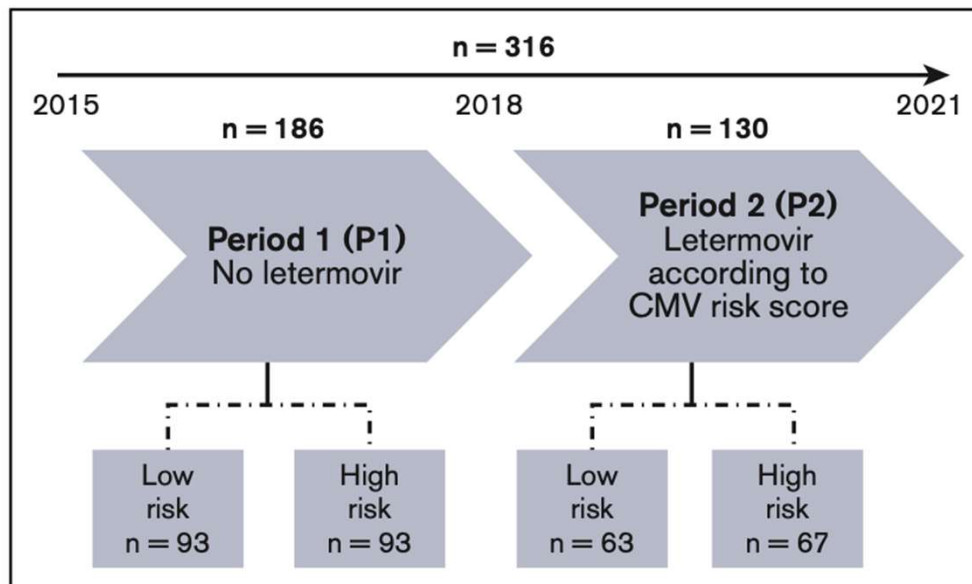 n = 316
2015 2018 2021
n = 186 n = 130
Period 1 (P1)
No letermovir
Period 2 (P2)
Letermovir
according to
CMV risk score
Low
risk
n = 93
High
risk
n = 93
Low
risk
n = 63
High
risk
n = 67